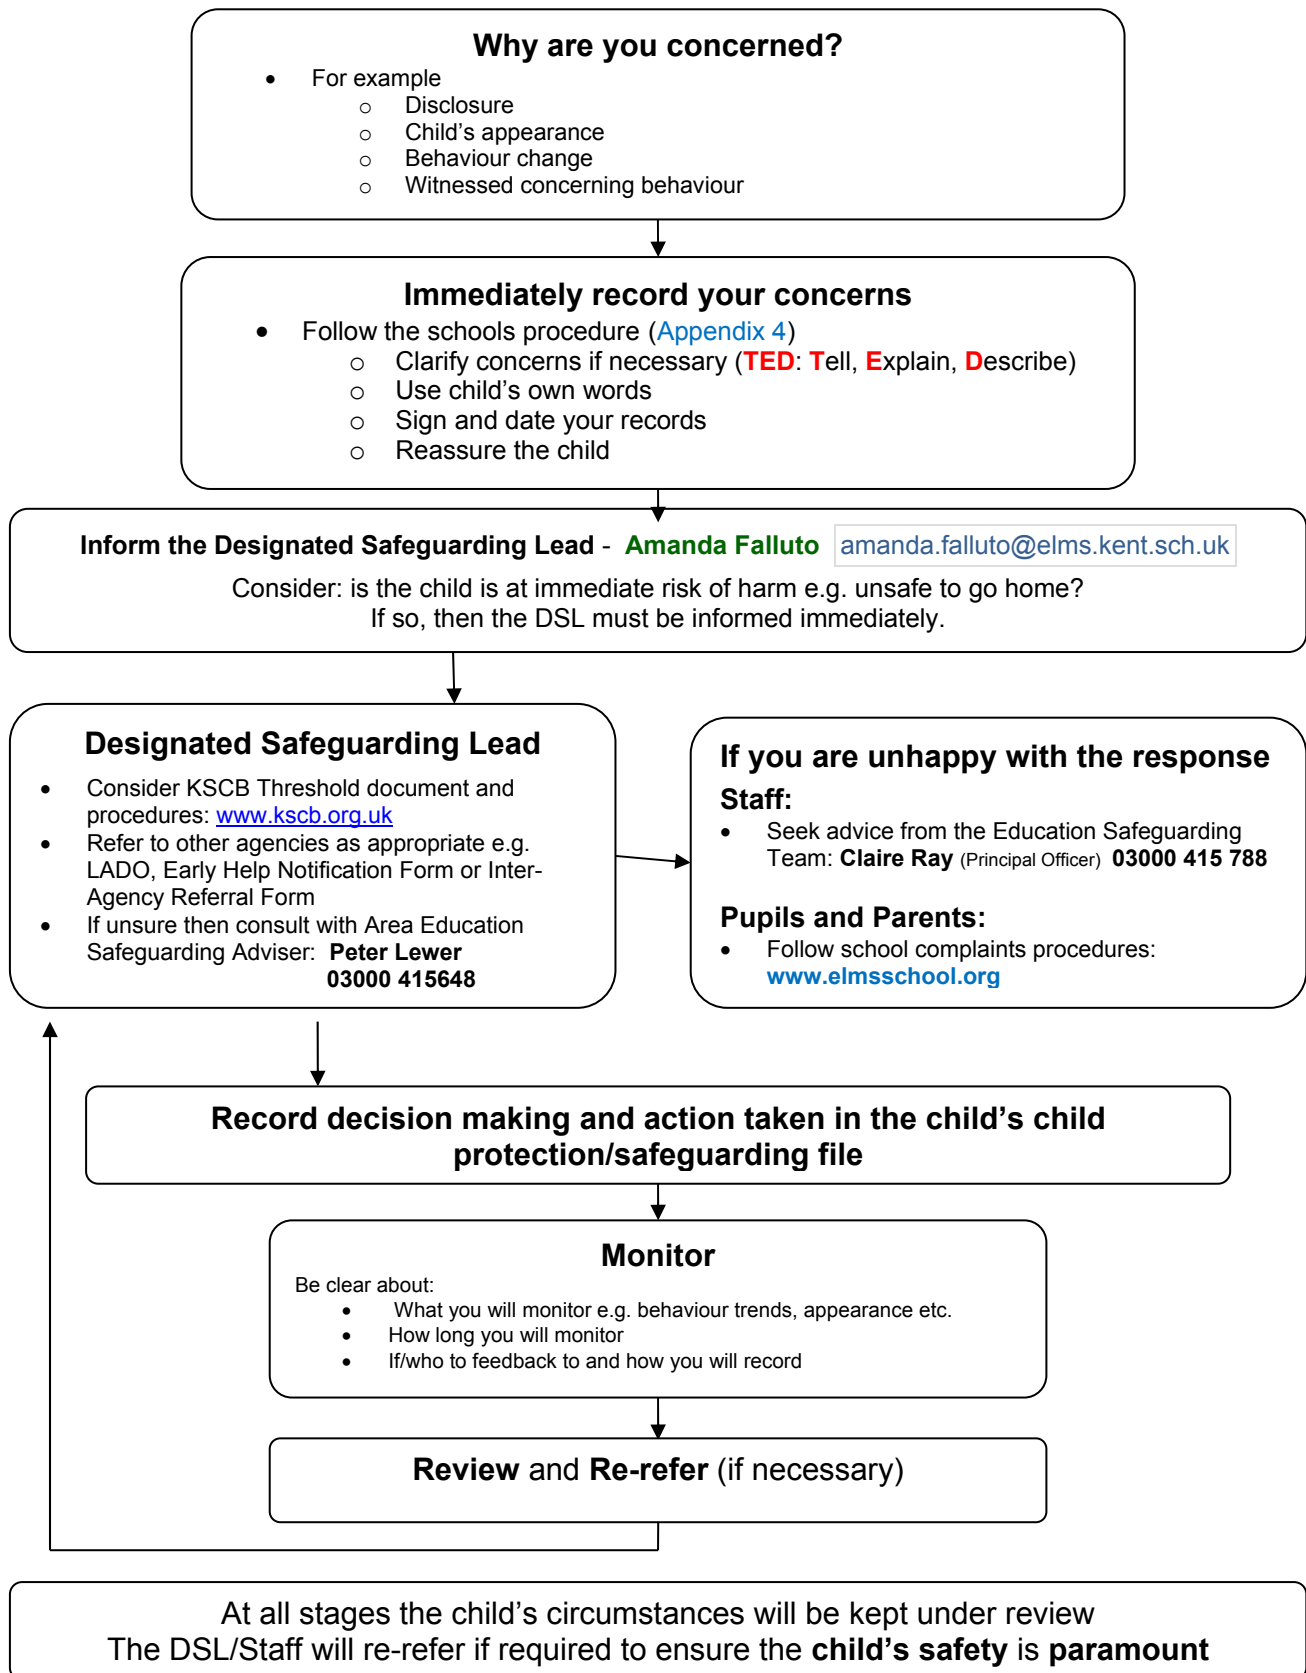 Why are you concerned?
• For example
o Disclosure
o Child's appearance
o Behaviour change
o Witnessed concerning behaviour
Immediately record your concerns
• Follow the schools procedure (Appendix 4)
o Clarify concerns if necessary (TED: Tell, Explain, Describe)
o Use child's own words
o Sign and date your records
o Reassure the child
Inform the Designated Safeguarding Lead - Amanda Falluto amanda.falluto@elms.kent.sch.uk
Consider: is the child is at immediate risk of harm e.g. unsafe to go home?
If so, then the DSL must be informed immediately.
Designated Safeguarding Lead
• Consider KSCB Threshold document and
procedures: www.kscb.org.uk
• Refer to other agencies as appropriate e.g.
LADO, Early Help Notification Form or Inter-
Agency Referral Form
• If unsure then consult with Area Education
Safeguarding Adviser: Peter Lewer
03000 415648
If you are unhappy with the response
Staff:
• Seek advice from the Education Safeguarding
Team: Claire Ray (Principal Officer) 03000 415 788
Pupils and Parents:
• Follow school complaints procedures:
www.elmsschool.org
Record decision making and action taken in the child's child
protection/safeguarding file
Monitor
Be clear about:
• What you will monitor e.g. behaviour trends, appearance etc.
• How long you will monitor
• If/who to feedback to and how you will record
Review and Re-refer (if necessary)
At all stages the child's circumstances will be kept under review
The DSL/Staff will re-refer if required to ensure the child's safety is paramount